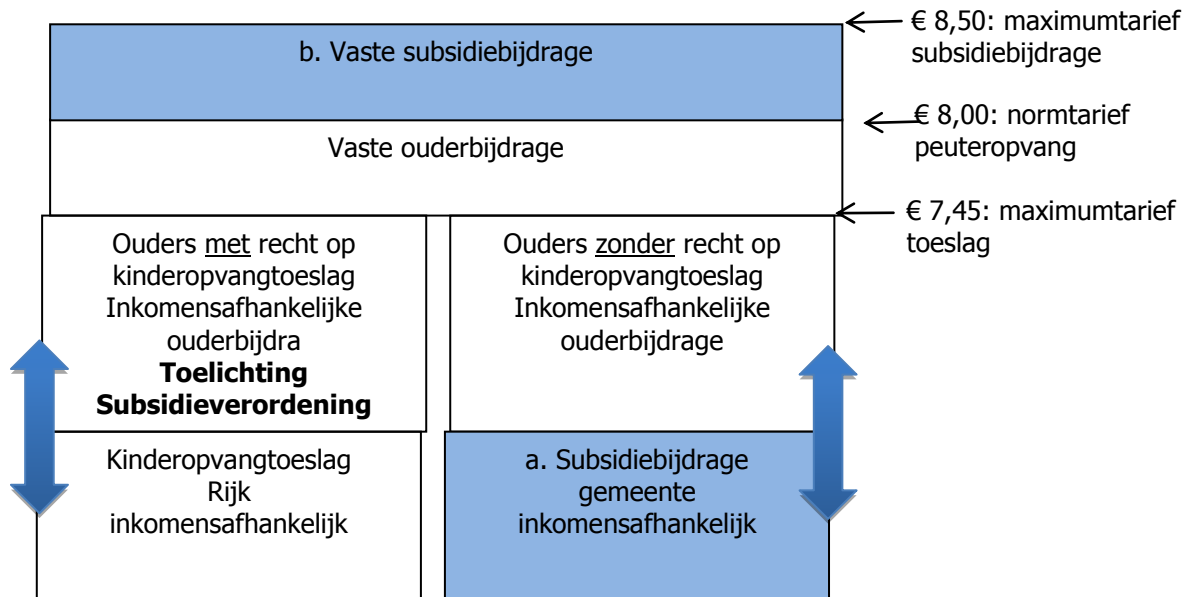 b. Vaste subsidiebijdrage
€ 8,50: maximumtarief
subsidiebijdrage
Vaste ouderbijdrage
€ 8,00: normtarief
peuteropvang
€ 7,45: maximumtarief
toeslag
Ouders met recht op
kinderopvangtoeslag
Inkomensafhankelijke
ouderbijdra
Toelichting
Subsidieverordening
Ouders zonder recht op
kinderopvangtoeslag
Inkomensafhankelijke
ouderbijdrage
Kinderopvangtoeslag
Rijk
inkomensafhankelijk
a. Subsidiebijdrage
gemeente
inkomensafhankelijk